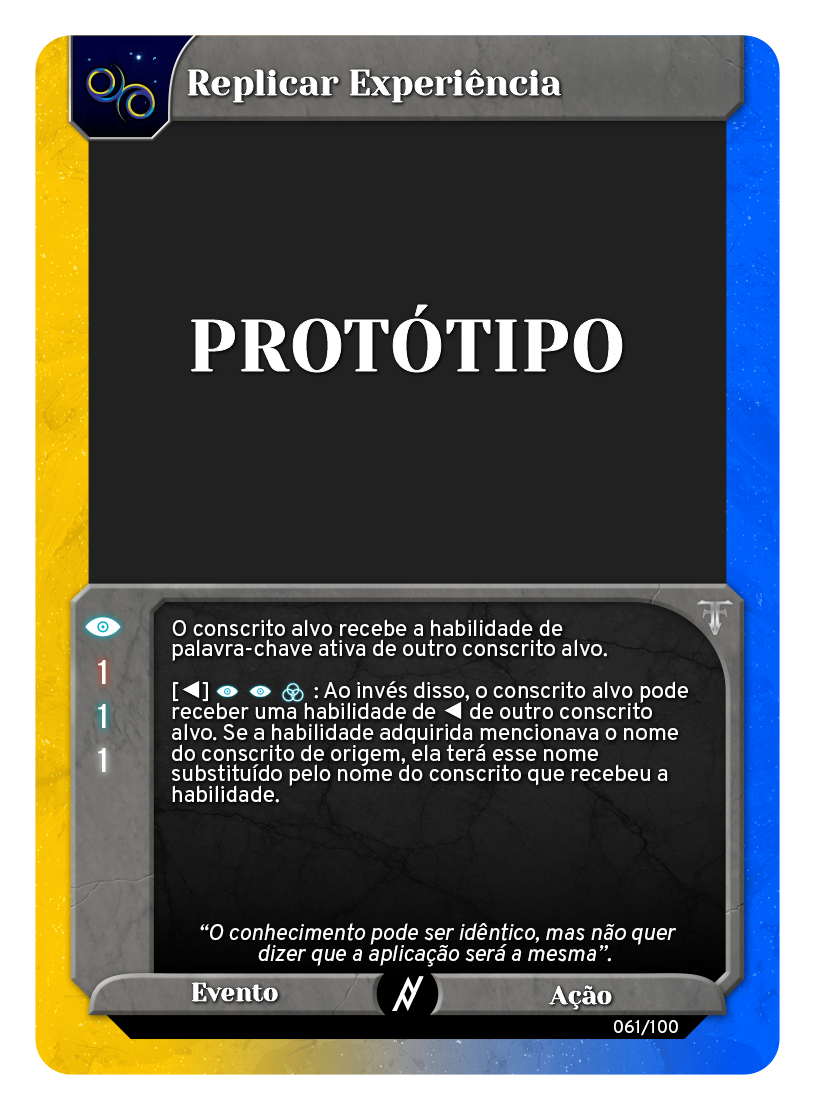 Replicar Experiência
PROTÓTIPO
1
1
1
O conscrito alvo recebe a habilidade de
palavra-chave ativa de outro conscrito alvo.
[◄] : Ao invés disso, o conscrito alvo pode
receber uma habilidade de ◄ de outro conscrito
alvo. Se a habilidade adquirida mencionava o nome
do conscrito de origem, ela terá esse nome
substituído pelo nome do conscrito que recebeu a
habilidade.
“O conhecimento pode ser idêntico, mas não quer
dizer que a aplicação será a mesma”.
Evento
Ação
061/100